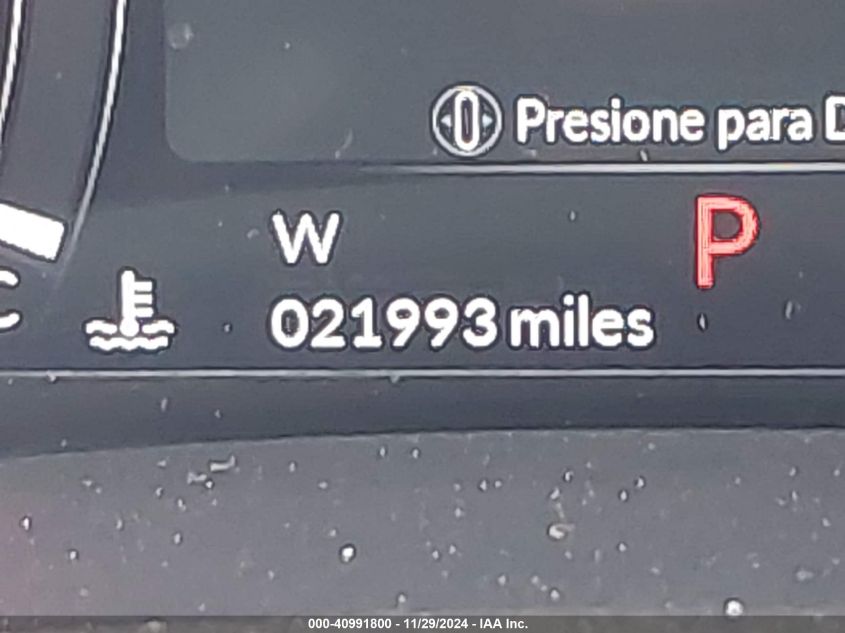 Presione para
W
P
C
021993 miles
000-40991800 - 11/29/2024 - IAA Inc.